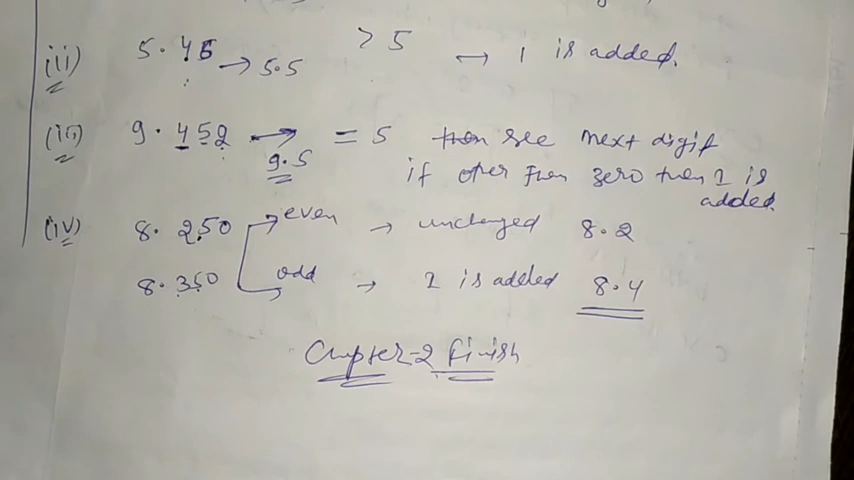 (ii) 5.46 → 5.5 > 5 ↔ 1 is added.
(iii) 9.452 → = 5 then see next digit
9.5 if other then zero then 1 is
added.
(iv) 8.250 → even → unchanged 8.2
8.350 → odd → 1 is added 8.4
Chapter-2 Finish